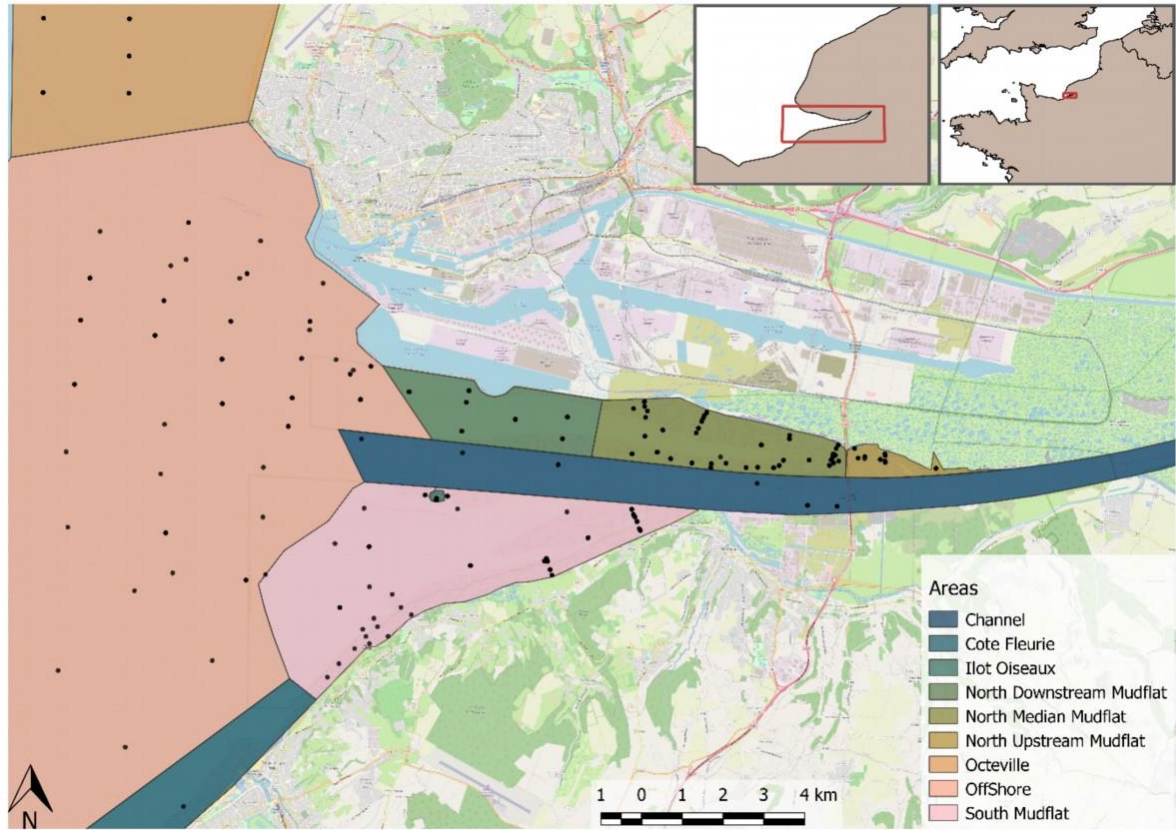 Areas
Channel
Cote Fleurie
Ilot Oiseaux
North Downstream Mudflat
North Median Mudflat
North Upstream Mudflat
Octeville
OffShore
South Mudflat
1 0 1 2 3 4 km
N